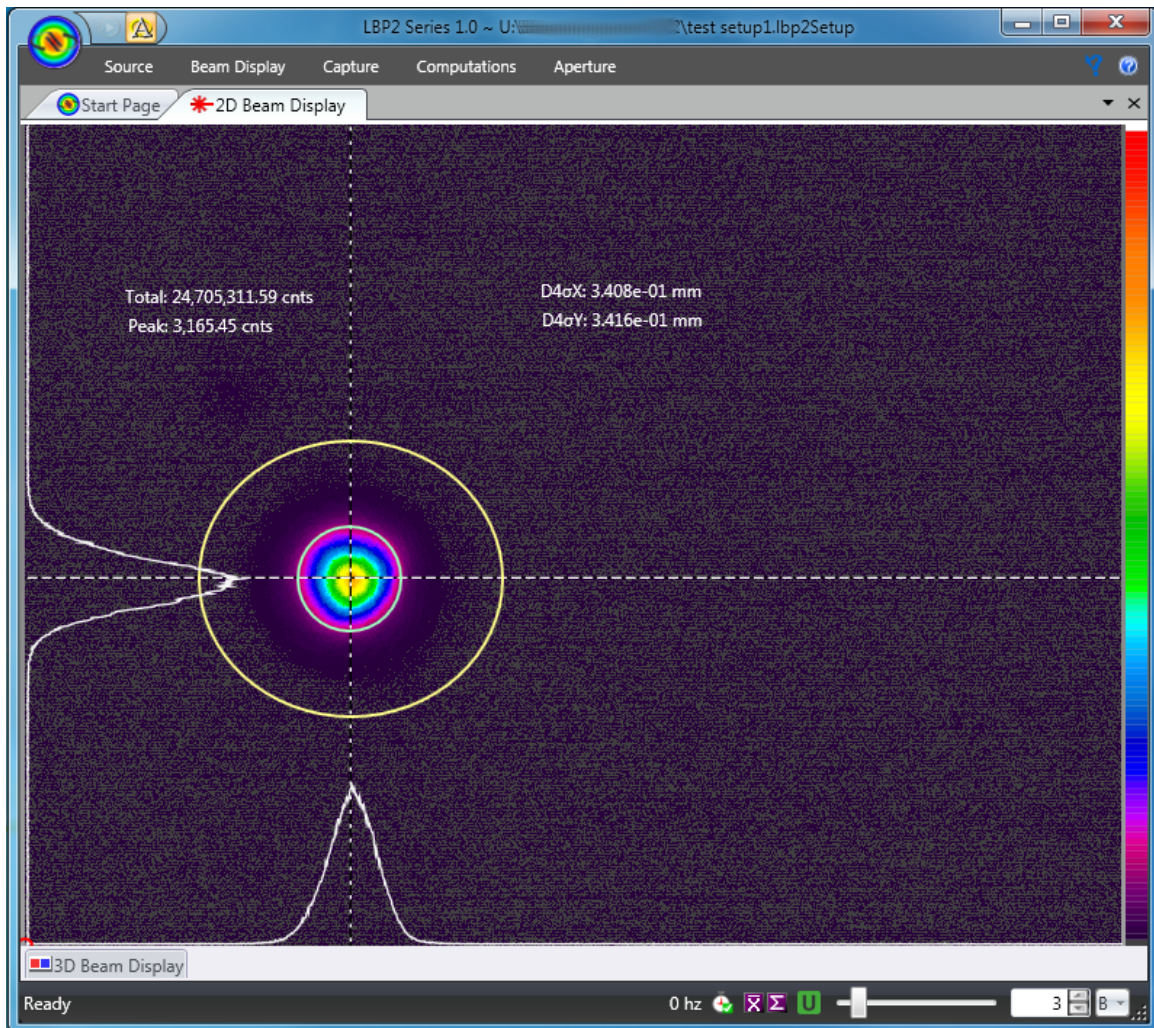 LBP2 Series 1.0 ~ U:\ 2\test setup1.lbp2Setup
Source Beam Display Capture Computations Aperture
Start Page 2D Beam Display
Total: 24,705,311.59 cnts
Peak: 3,165.45 cnts
D4σX: 3.408e-01 mm
D4σY: 3.416e-01 mm
3D Beam Display
Ready 0 hz X Σ U 3 B